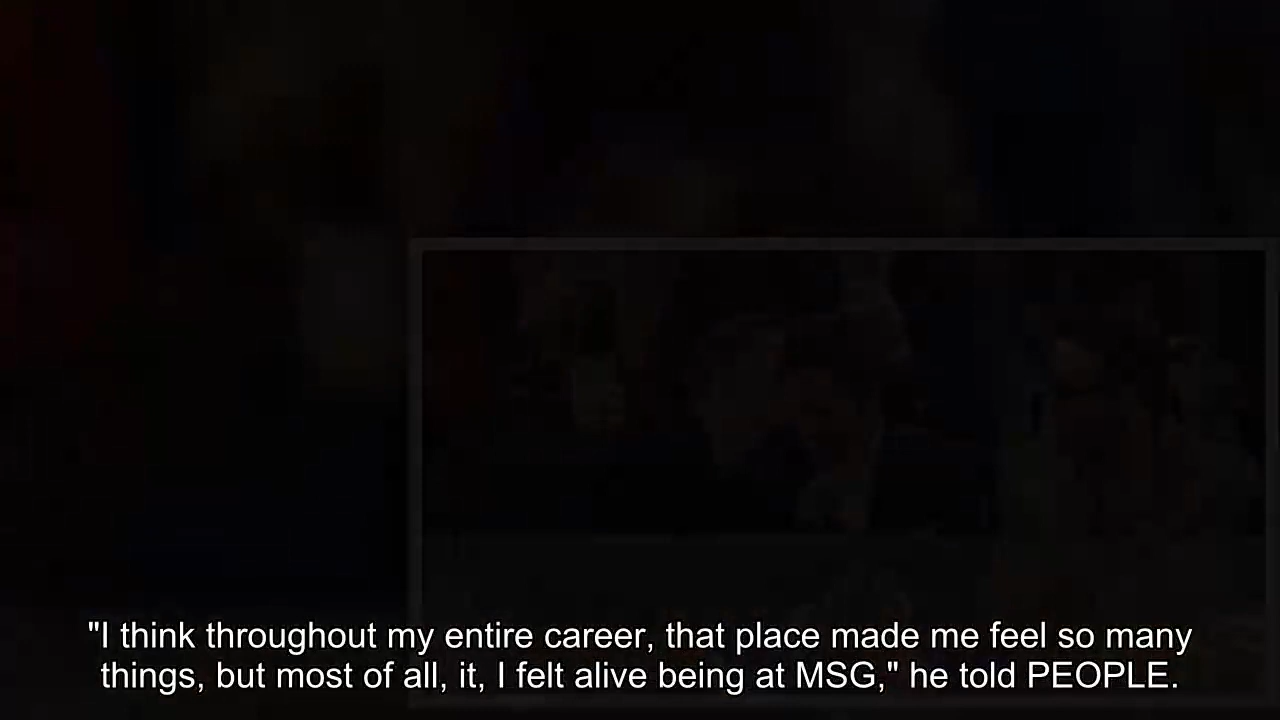 "I think throughout my entire career, that place made me feel so many
things, but most of all, it, I felt alive being at MSG," he told PEOPLE.